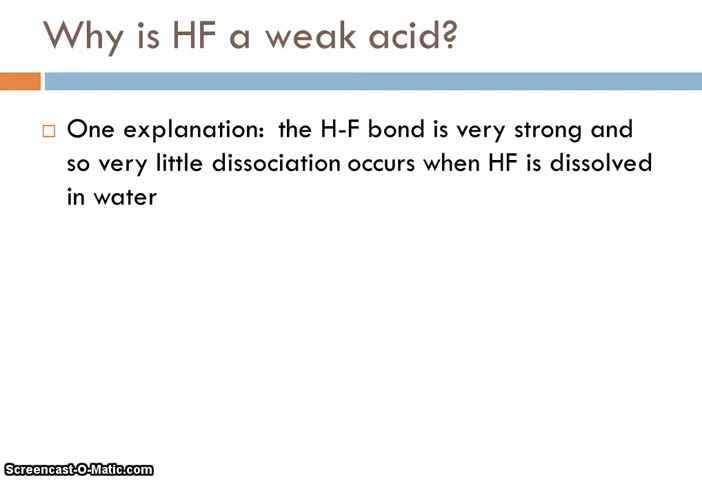 Why is HF a weak acid?
One explanation: the H-F bond is very strong and
so very little dissociation occurs when HF is dissolved
in water
Screencast-O-Matic.com